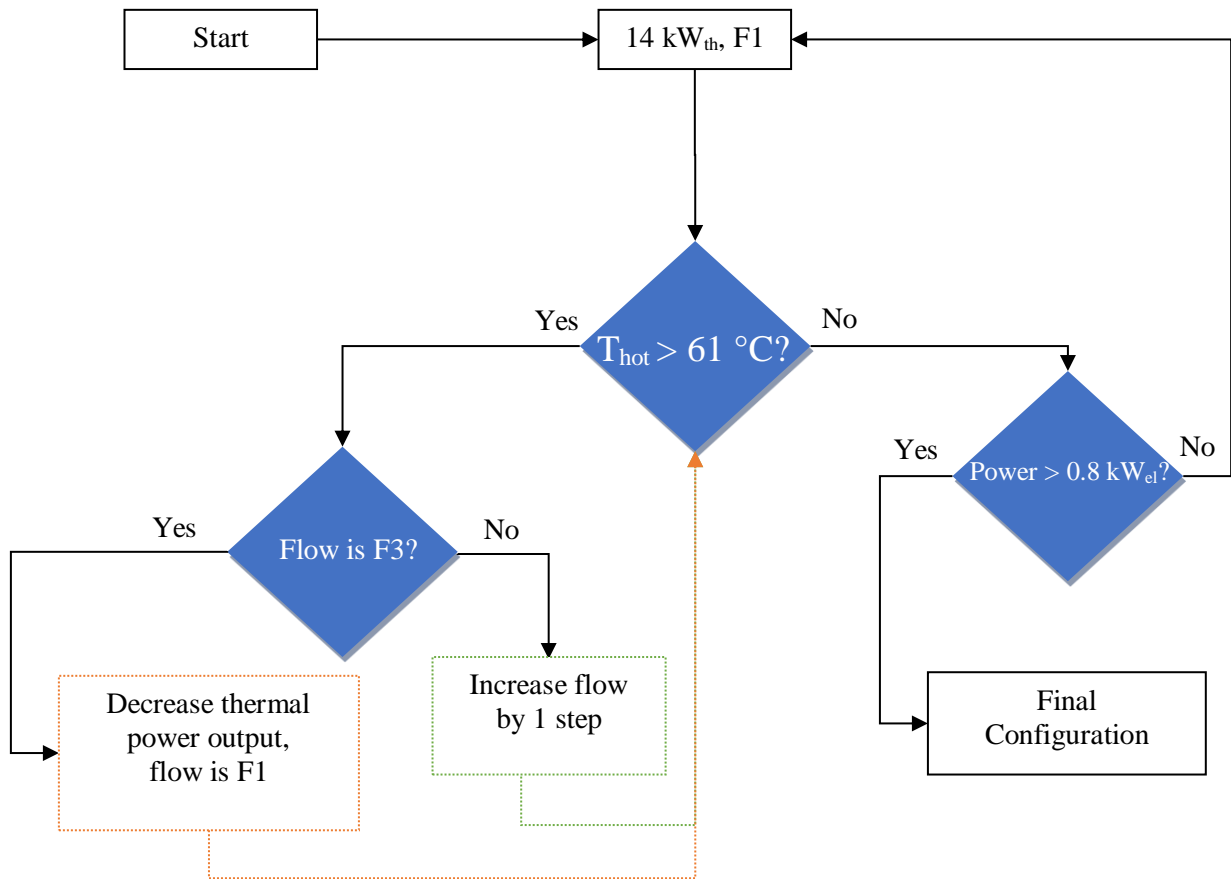 Start
14 kWth, F1
Yes
No
Thot > 61 °C?
Yes
No
Power > 0.8 kWel?
Yes
No
Flow is F3?
Decrease thermal
power output,
flow is F1
Increase flow
by 1 step
Final
Configuration